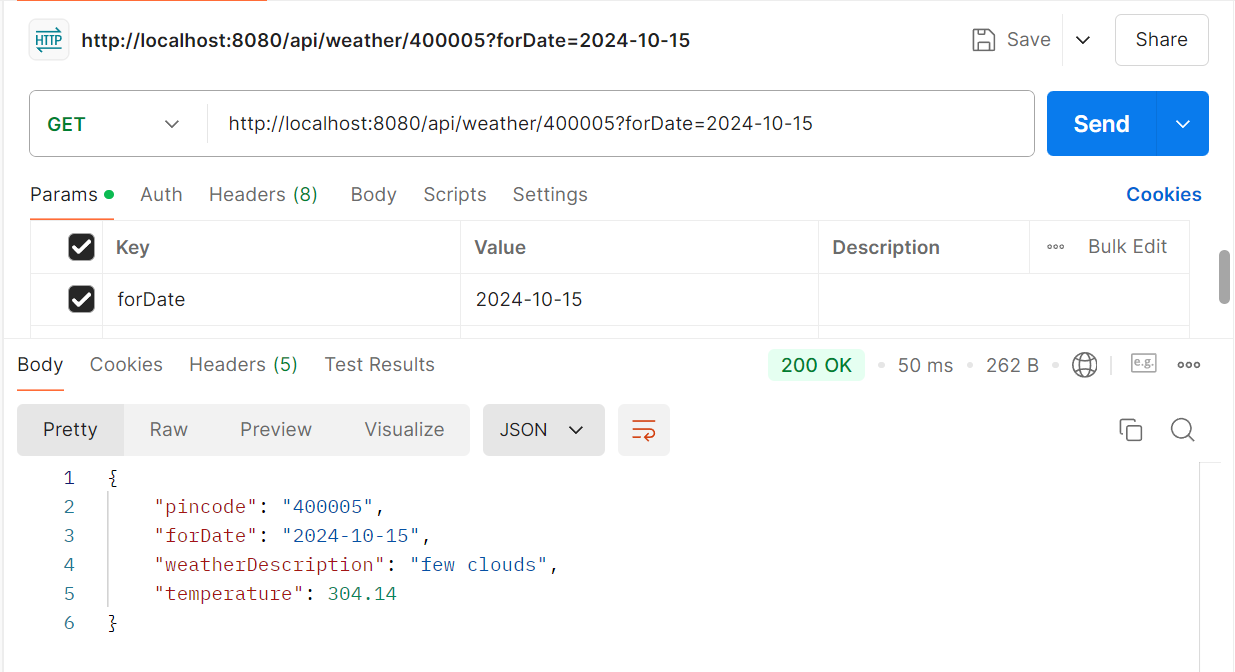 HTTP http://localhost:8080/api/weather/400005?forDate=2024-10-15 Save Share
GET http://localhost:8080/api/weather/400005?forDate=2024-10-15 Send
Params Auth Headers (8) Body Scripts Settings Cookies
Key Value Description Bulk Edit
forDate 2024-10-15
Body Cookies Headers (5) Test Results 200 OK 50 ms 262 B e.g.
Pretty Raw Preview Visualize JSON
1 {
2 "pincode": "400005",
3 "forDate": "2024-10-15",
4 "weatherDescription": "few clouds",
5 "temperature": 304.14
6 }